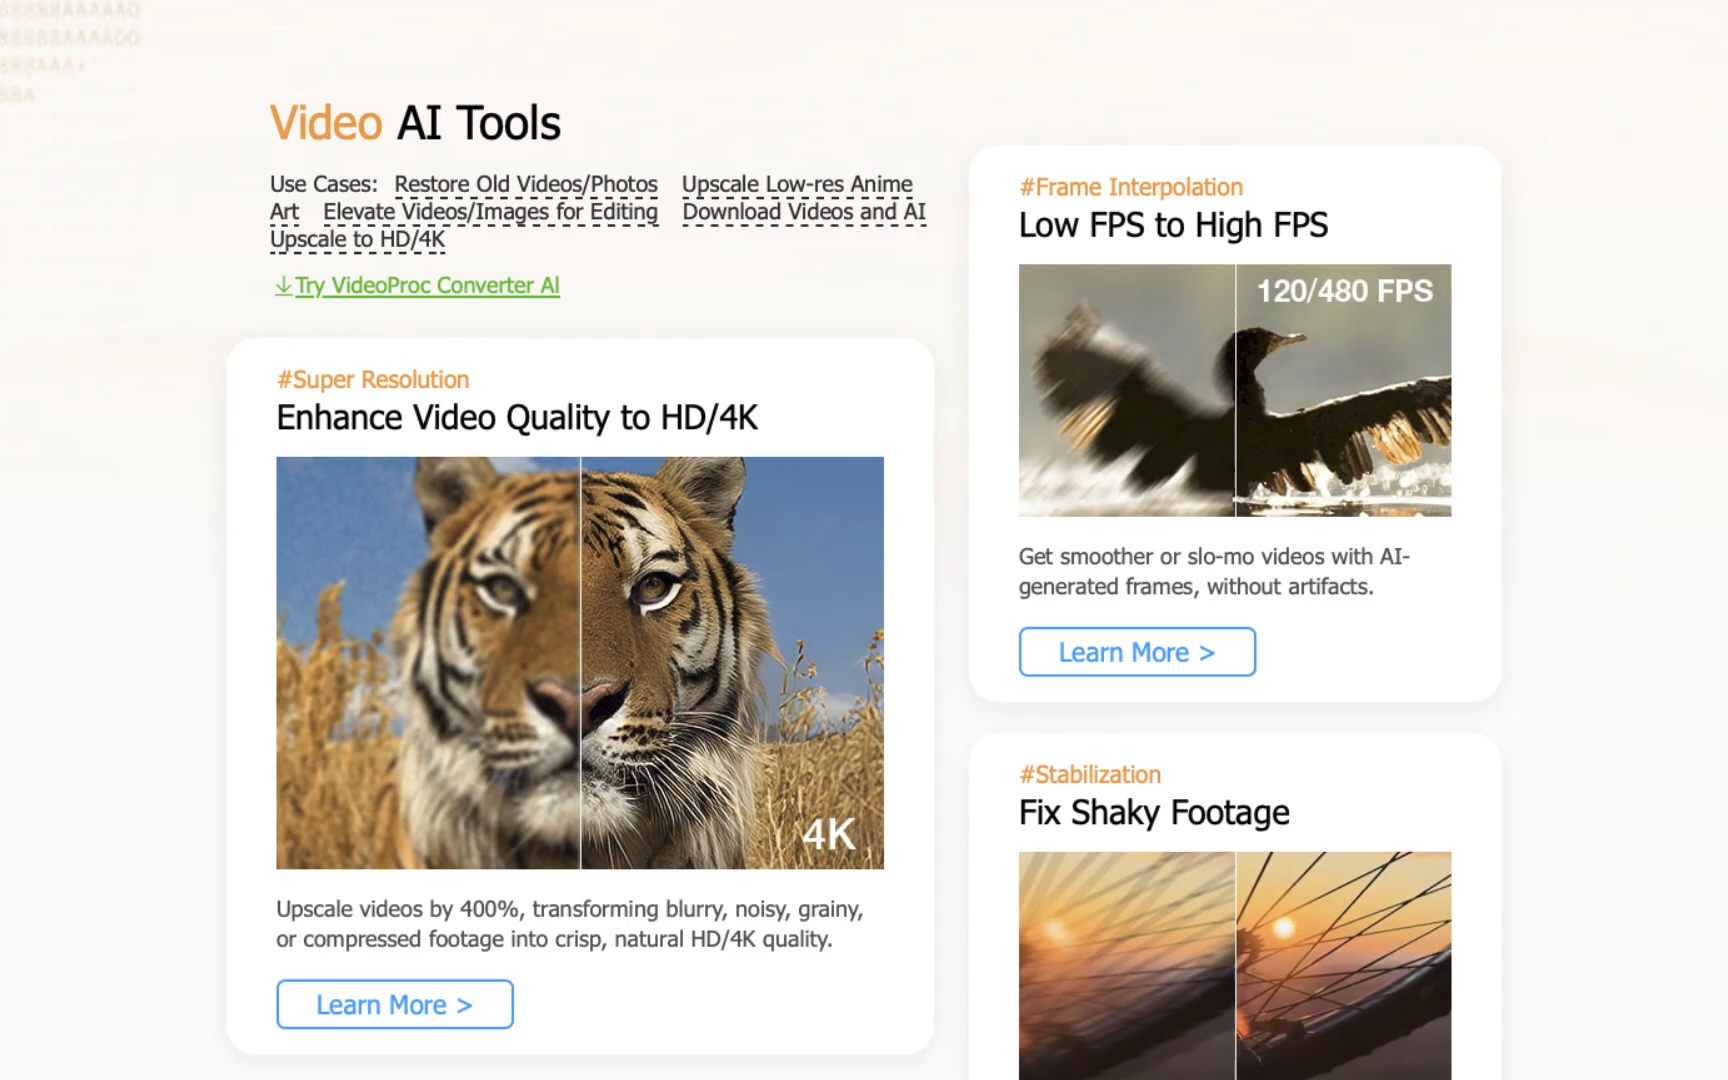 Video AI Tools
Use Cases: Restore Old Videos/Photos Upscale Low-res Anime
Art Elevate Videos/Images for Editing Download Videos and AI
Upscale to HD/4K
Try VideoProc Converter AI
#Super Resolution
Enhance Video Quality to HD/4K
4K
Upscale videos by 400%, transforming blurry, noisy, grainy,
or compressed footage into crisp, natural HD/4K quality.
Learn More >
#Frame Interpolation
Low FPS to High FPS
120/480 FPS
Get smoother or slo-mo videos with AI-
generated frames, without artifacts.
Learn More >
#Stabilization
Fix Shaky Footage